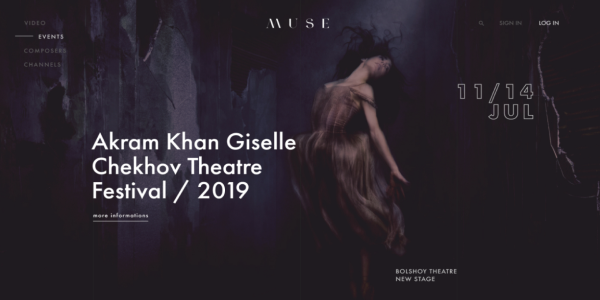 VIDEO
EVENTS
COMPOSERS
CHANNELS
MUSE
SIGN IN
LOG IN
11/14
JUL
Akram Khan Giselle
Chekhov Theatre
Festival / 2019
more informations
BOLSHOY THEATRE
NEW STAGE